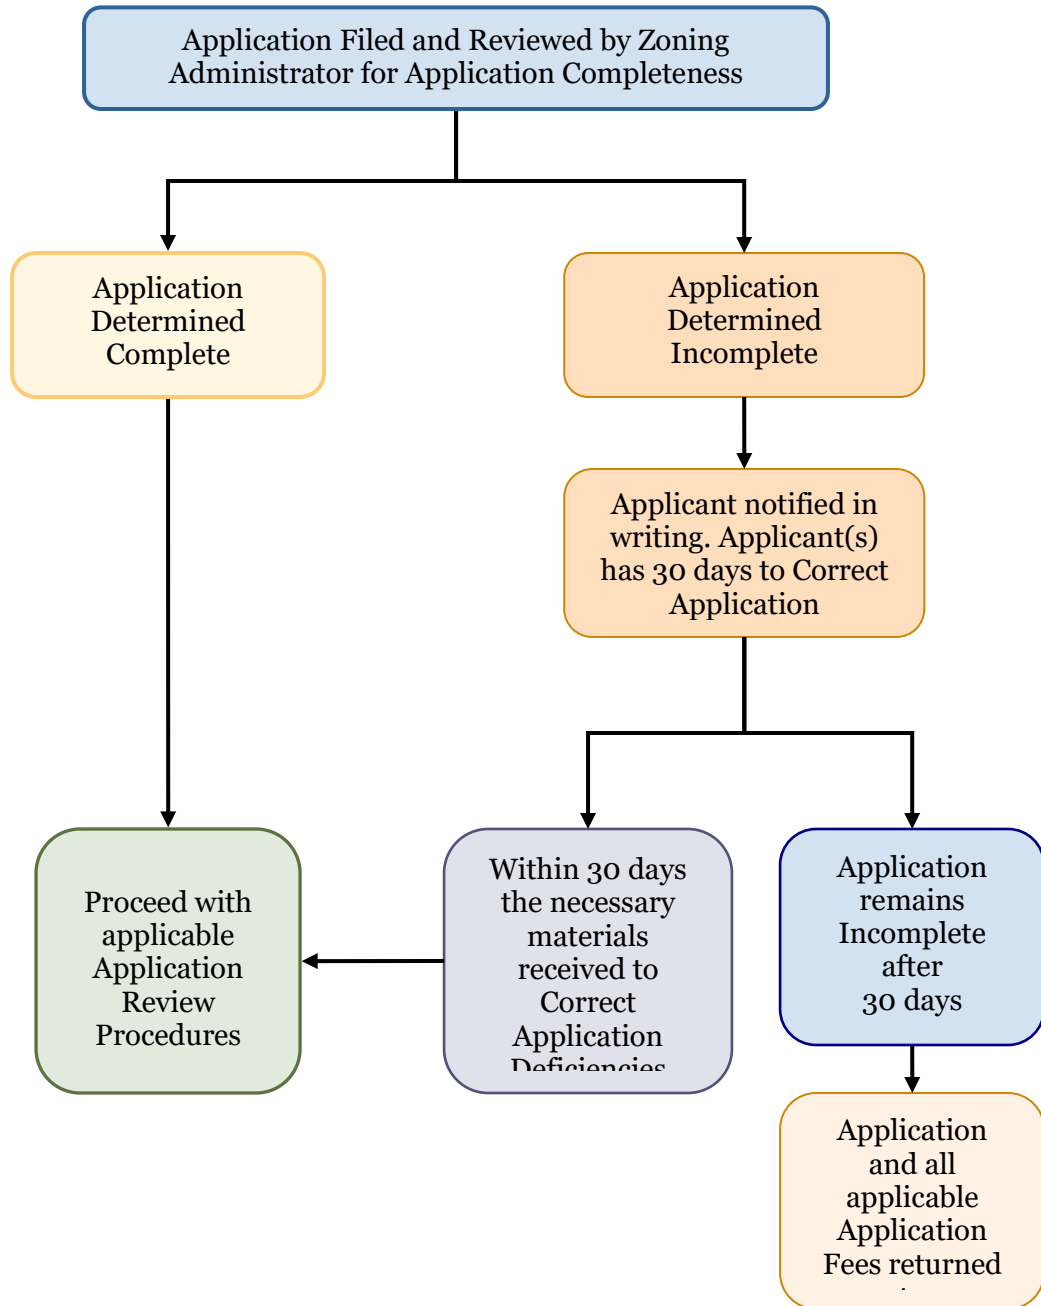 Application Filed and Reviewed by Zoning
Administrator for Application Completeness
Application
Determined
Complete
Application
Determined
Incomplete
Applicant notified in
writing. Applicant(s)
has 30 days to Correct
Application
Proceed with
applicable
Application
Review
Procedures
Within 30 days
the necessary
materials
received to
Correct
Application
Deficiencies
Application
remains
Incomplete
after
30 days
Application
and all
applicable
Application
Fees returned